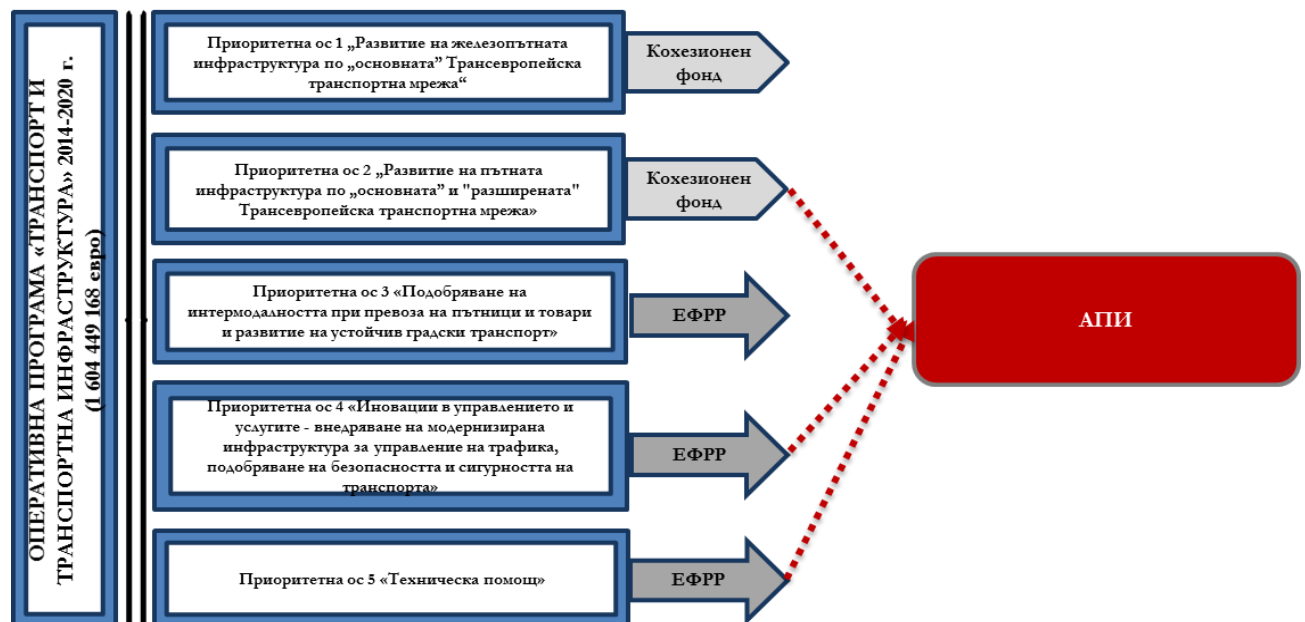 ОПЕРАТИВНА ПРОГРАМА «ТРАНСПОРТ И
ТРАНСПОРТНА ИНФРАСТРУКТУРА» 2014-2020 г.
(1 604 449 168 евро)
Приоритетна ос 1 „Развитие на железопътната
инфраструктура по „основната” Трансевропейска
транспортна мрежа“
Кохезионен
фонд
Приоритетна ос 2 „Развитие на пътната
инфраструктура по „основната” и "разширената"
Трансевропейска транспортна мрежа»
Кохезионен
фонд
Приоритетна ос 3 «Подобряване на
интермодалността при превоза на пътници и товари
и развитие на устойчив градски транспорт»
ЕФРР
АПИ
Приоритетна ос 4 «Иновации в управлението и
услугите - внедряване на модернизирана
инфраструктура за управление на трафика,
подобряване на безопасността и сигурността на
транспорта»
ЕФРР
Приоритетна ос 5 «Техническа помощ»
ЕФРР